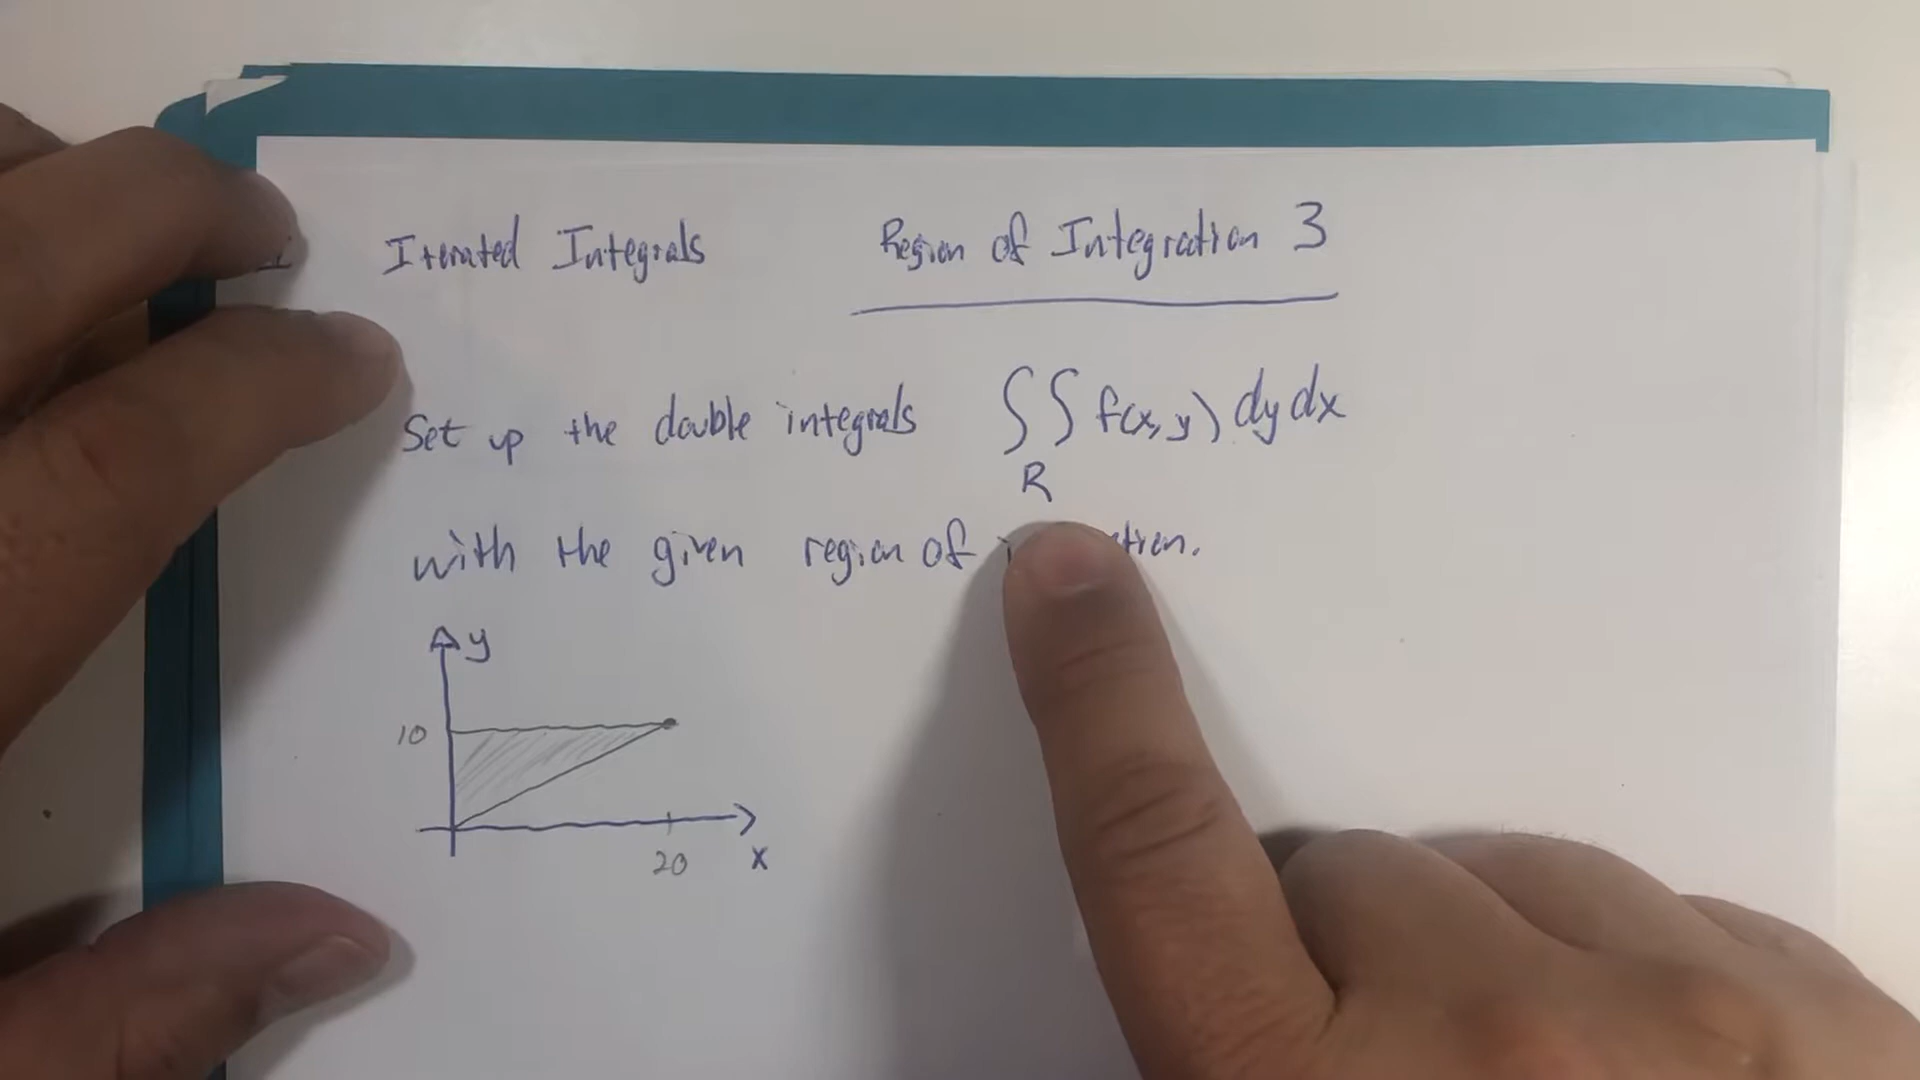 Iterated Integrals Region of Integration 3
Set up the double integrals ∫∫ f(x,y) dy dx
R
with the given region of
y
10
20 x